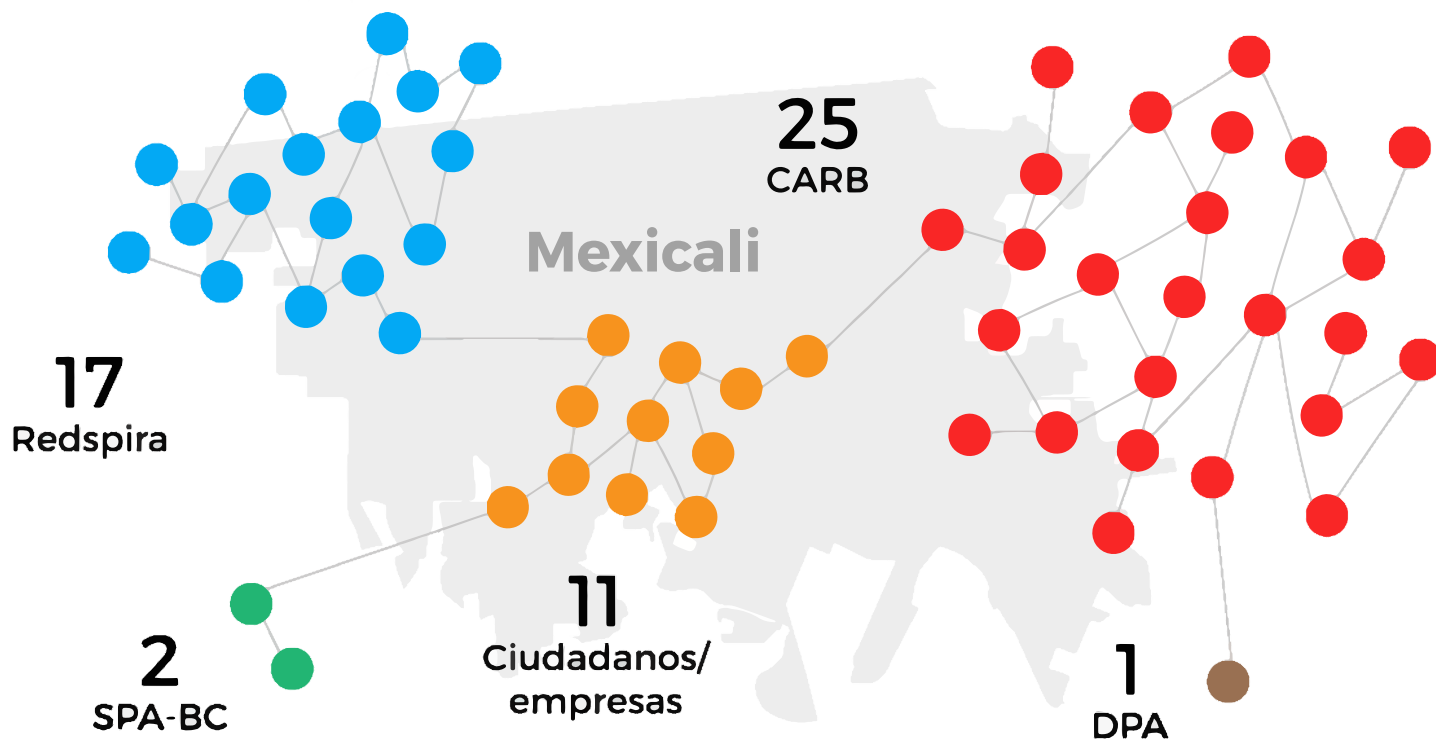 25
CARB
Mexicali
17
Redspira
11
Ciudadanos/
empresas
2
SPA-BC
1
DPA